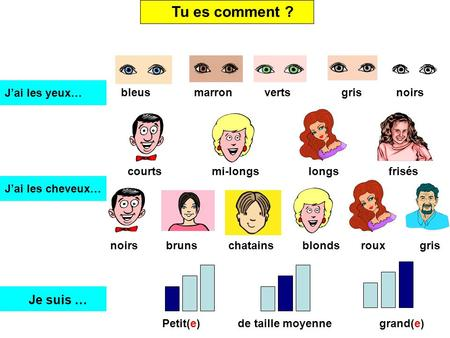 Tu es comment ?
J'ai les yeux…
bleus marron verts gris noirs
courts mi-longs longs frisés
J'ai les cheveux…
noirs bruns chatains blonds roux gris
Je suis …
Petit(e) de taille moyenne grand(e)